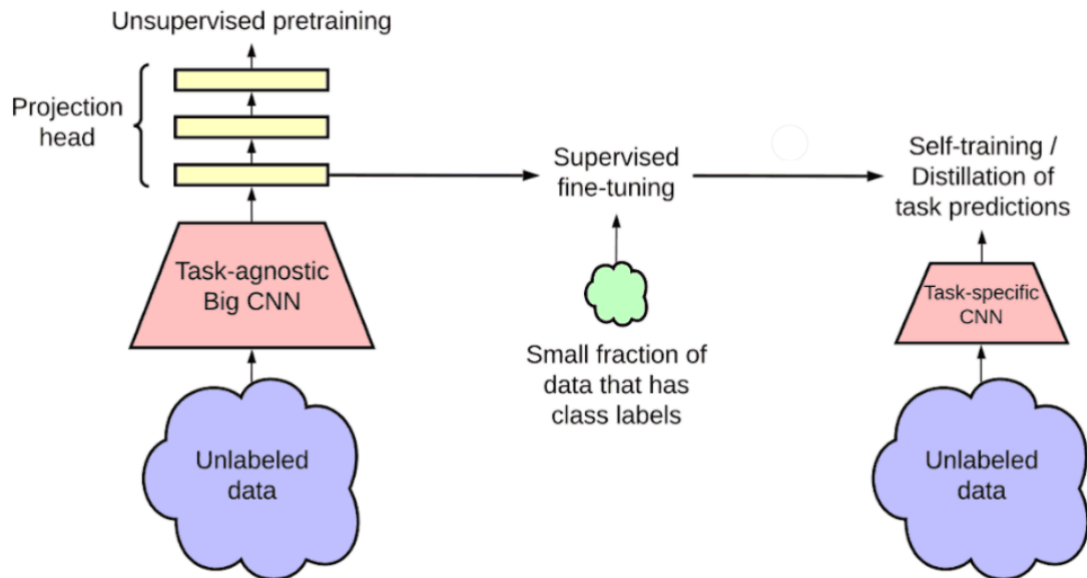 Unsupervised pretraining
Projection
head
Task-agnostic
Big CNN
Unlabeled
data
Supervised
fine-tuning
Small fraction of
data that has
class labels
Self-training /
Distillation of
task predictions
Task-specific
CNN
Unlabeled
data